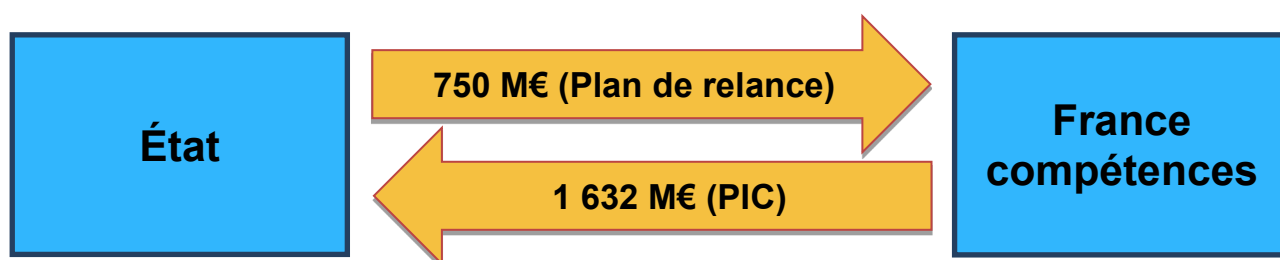 État
750 M€ (Plan de relance)
1 632 M€ (PIC)
France
compétences